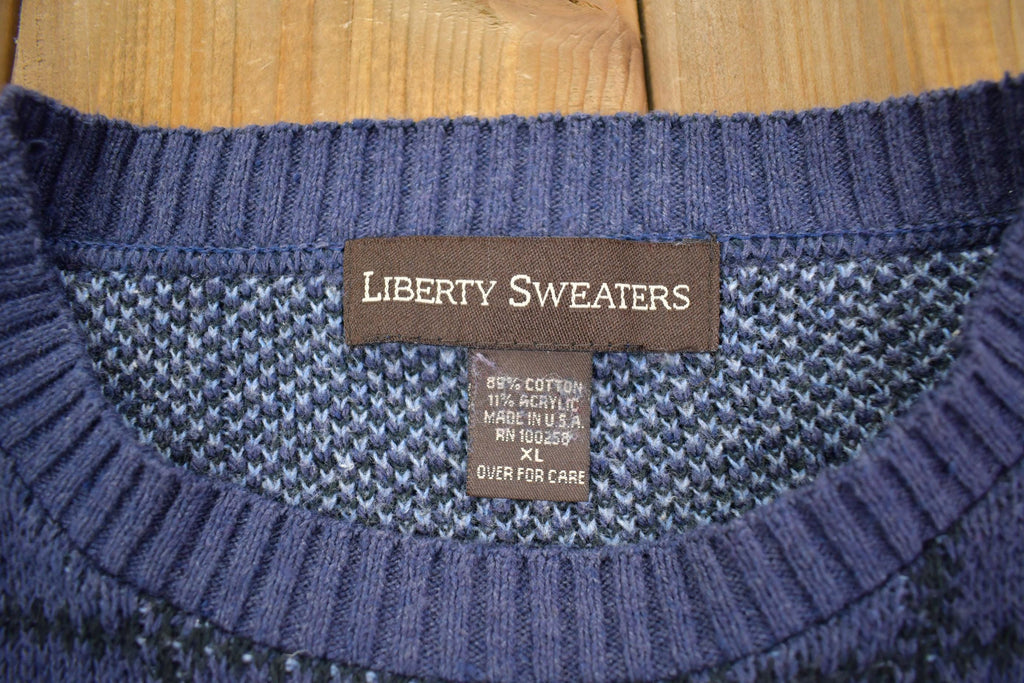 LIBERTY SWEATERS
89% COTTON
11% ACRYLIC
MADE IN U.S.A.
RN 100258
XL
OVER FOR CARE